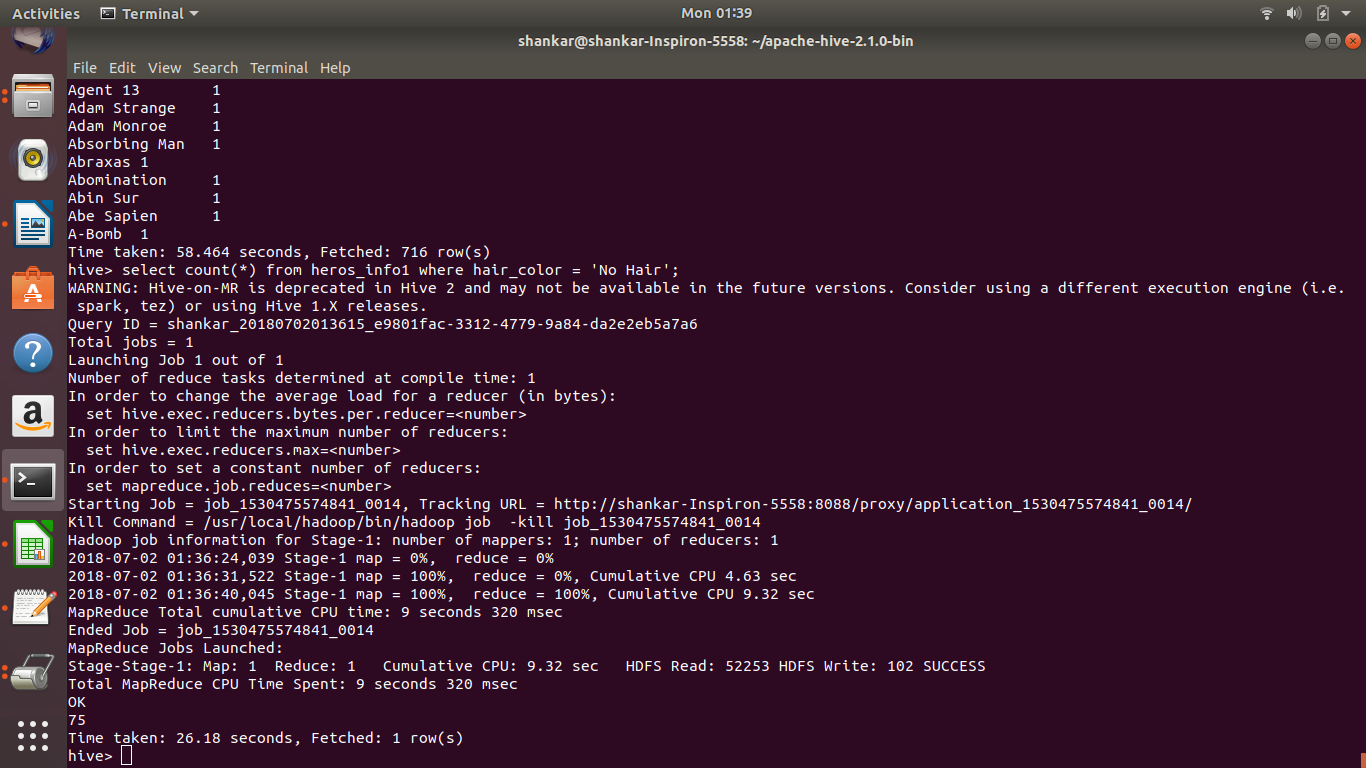 Activities Terminal Mon 01:39
shankar@shankar-Inspiron-5558: ~/apache-hive-2.1.0-bin
File Edit View Search Terminal Help
Agent 13 1
Adam Strange 1
Adam Monroe 1
Absorbing Man 1
Abraxas 1
Abomination 1
Abin Sur 1
Abe Sapien 1
A-Bomb 1
Time taken: 58.464 seconds, Fetched: 716 row(s)
hive> select count(*) from heros_info1 where hair_color = 'No Hair';
WARNING: Hive-on-MR is deprecated in Hive 2 and may not be available in the future versions. Consider using a different execution engine (i.e.
spark, tez) or using Hive 1.X releases.
Query ID = shankar_20180702013615_e9801fac-3312-4779-9a84-da2e2eb5a7a6
Total jobs = 1
Launching Job 1 out of 1
Number of reduce tasks determined at compile time: 1
In order to change the average load for a reducer (in bytes):
set hive.exec.reducers.bytes.per.reducer=<number>
In order to limit the maximum number of reducers:
set hive.exec.reducers.max=<number>
In order to set a constant number of reducers:
set mapreduce.job.reduces=<number>
Starting Job = job_1530475574841_0014, Tracking URL = http://shankar-Inspiron-5558:8088/proxy/application_1530475574841_0014/
Kill Command = /usr/local/hadoop/bin/hadoop job  -kill job_1530475574841_0014
Hadoop job information for Stage-1: number of mappers: 1; number of reducers: 1
2018-07-02 01:36:24,039 Stage-1 map = 0%,  reduce = 0%
2018-07-02 01:36:31,522 Stage-1 map = 100%,  reduce = 0%, Cumulative CPU 4.63 sec
2018-07-02 01:36:40,045 Stage-1 map = 100%,  reduce = 100%, Cumulative CPU 9.32 sec
MapReduce Total cumulative CPU time: 9 seconds 320 msec
Ended Job = job_1530475574841_0014
MapReduce Jobs Launched:
Stage-Stage-1: Map: 1  Reduce: 1   Cumulative CPU: 9.32 sec   HDFS Read: 52253 HDFS Write: 102 SUCCESS
Total MapReduce CPU Time Spent: 9 seconds 320 msec
OK
75
Time taken: 26.18 seconds, Fetched: 1 row(s)
hive>